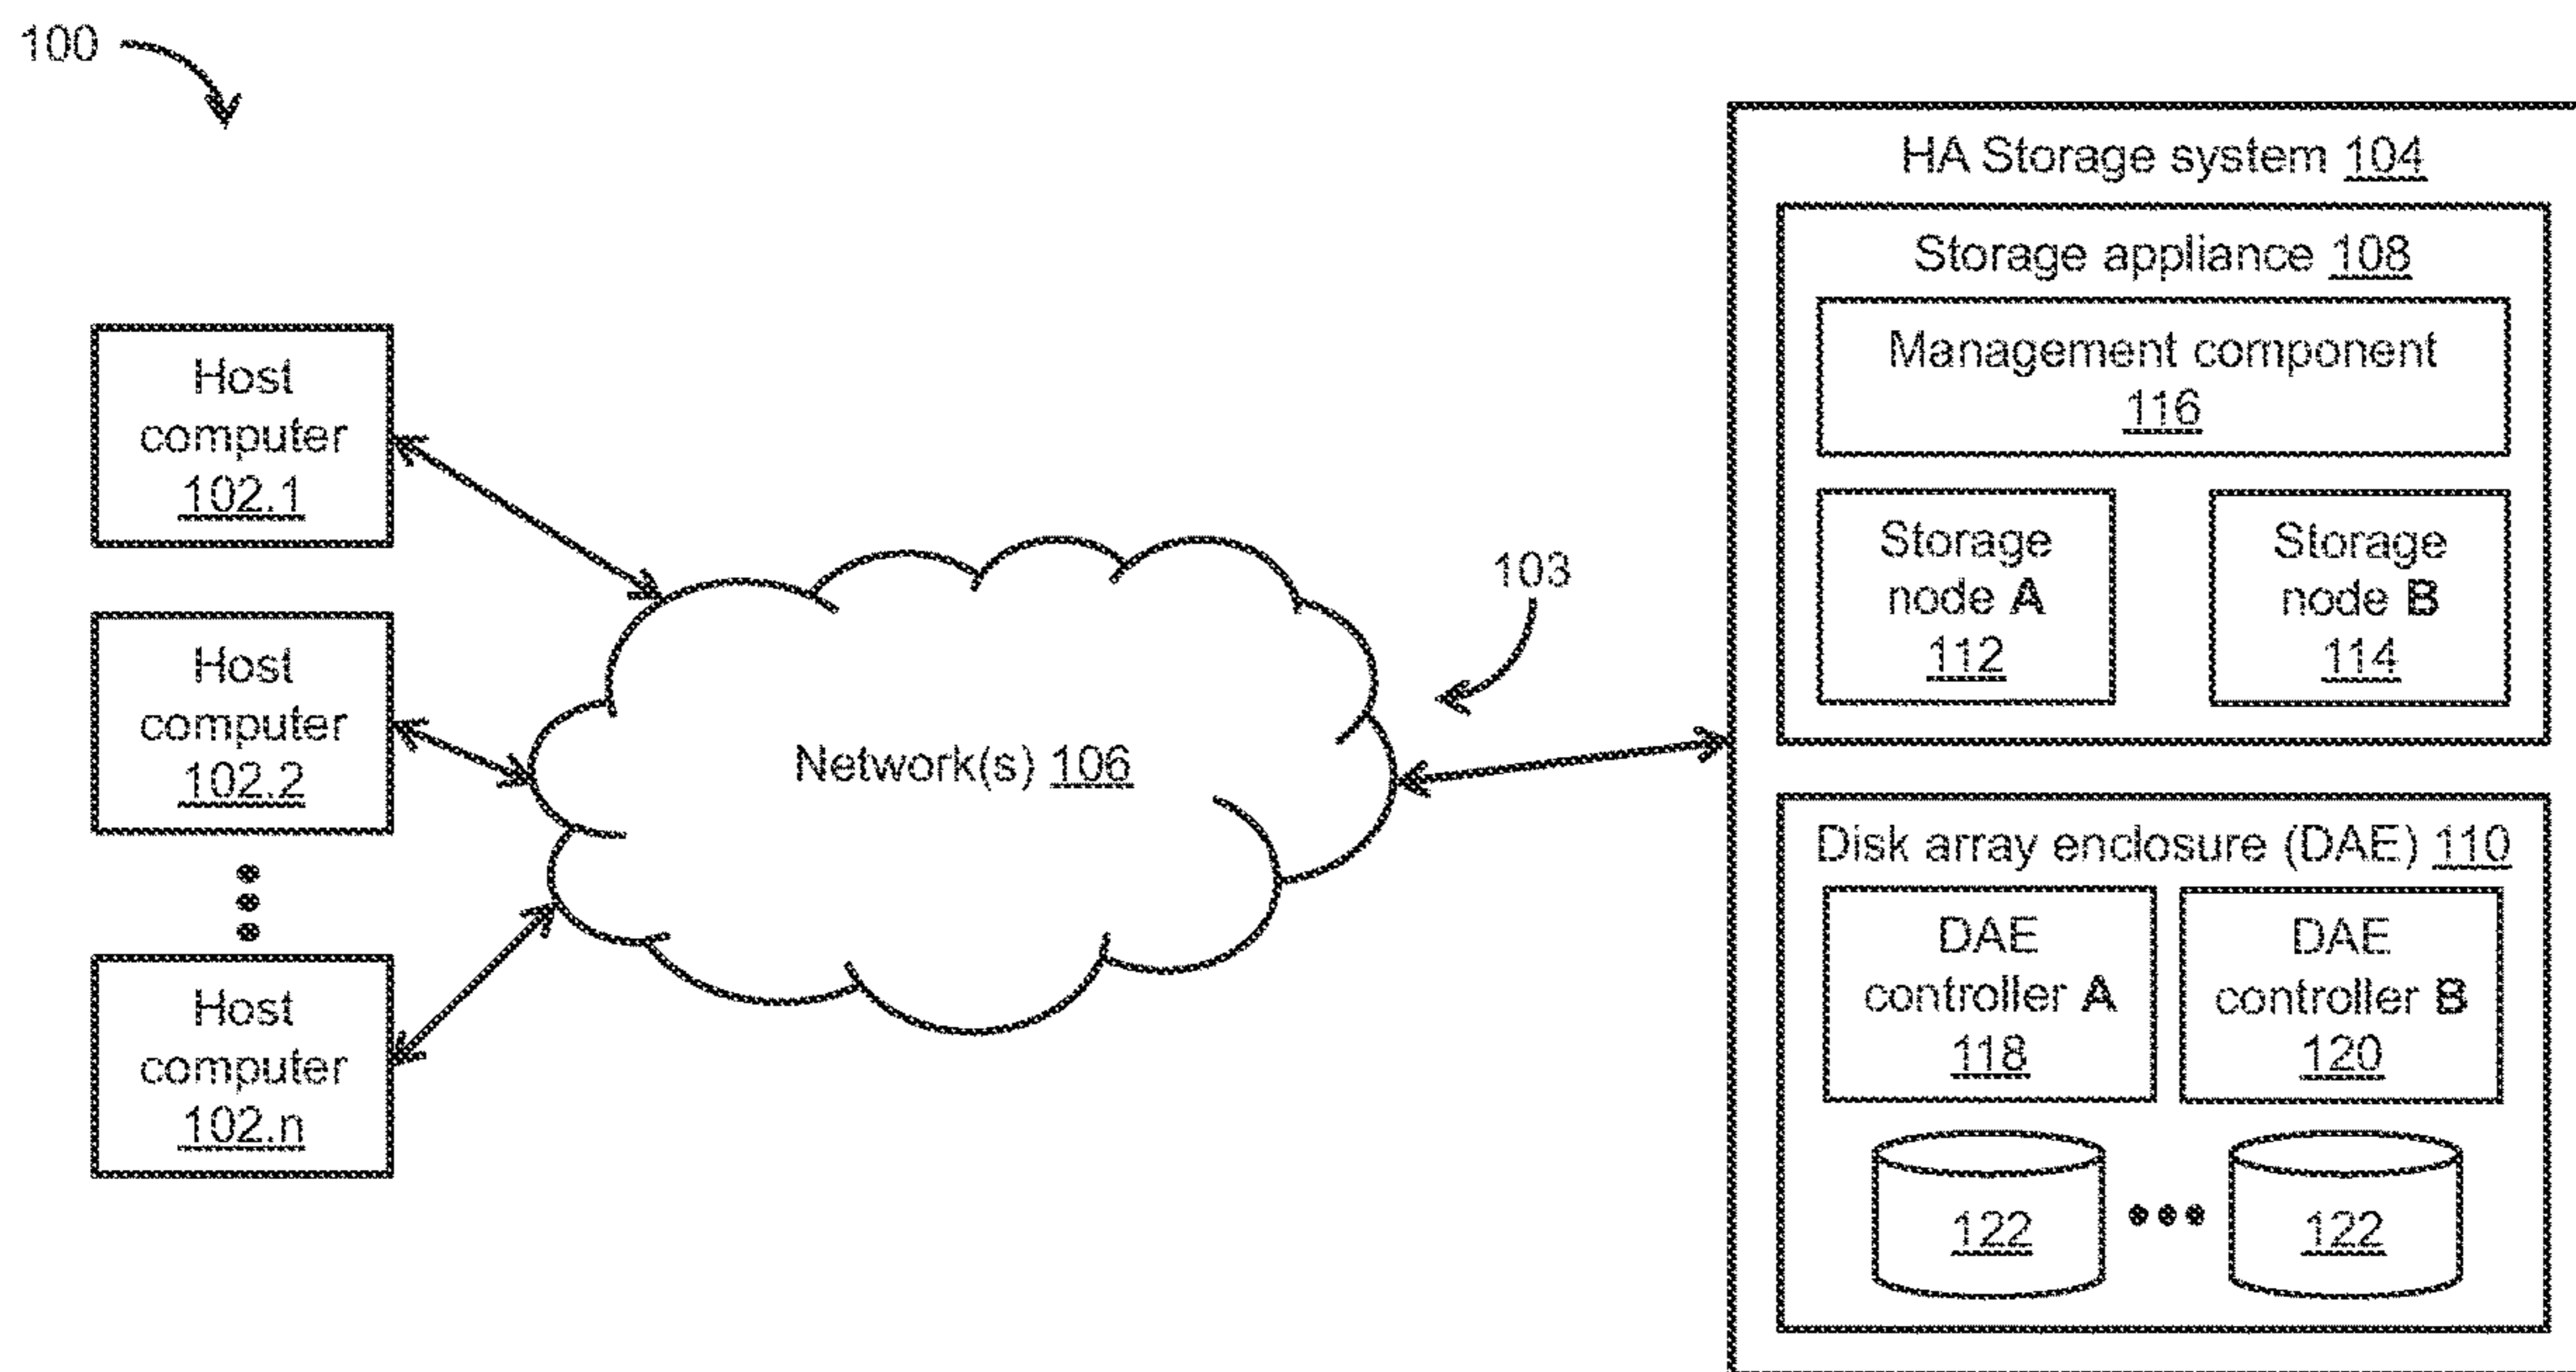 100
Host
computer
102.1
Host
computer
102.2
Host
computer
102.n
Network(s) 106
103
HA Storage system 104
Storage appliance 108
Management component
116
Storage
node A
112
Storage
node B
114
Disk array enclosure (DAE) 110
DAE
controller A
118
DAE
controller B
120
122
122